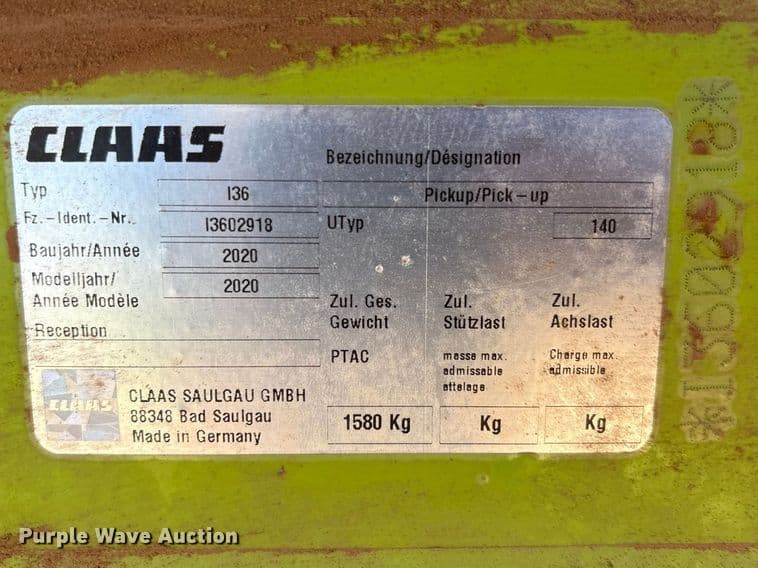 CLAAS
Bezeichnung/Désignation
Typ I36 Pickup/Pick-up
Fz.-Ident.-Nr. I3602918 UTyp 140
Baujahr/Année 2020
Modelljahr/
Année Modèle 2020
Reception
Zul. Ges.
Gewicht
PTAC
1580 Kg
Zul.
Stützlast
masse max.
admissable
attelage
Kg
Zul.
Achslast
Charge max.
admissible
Kg
CLAAS
CLAAS SAULGAU GMBH
88348 Bad Saulgau
Made in Germany
*I3602918*
Purple Wave Auction